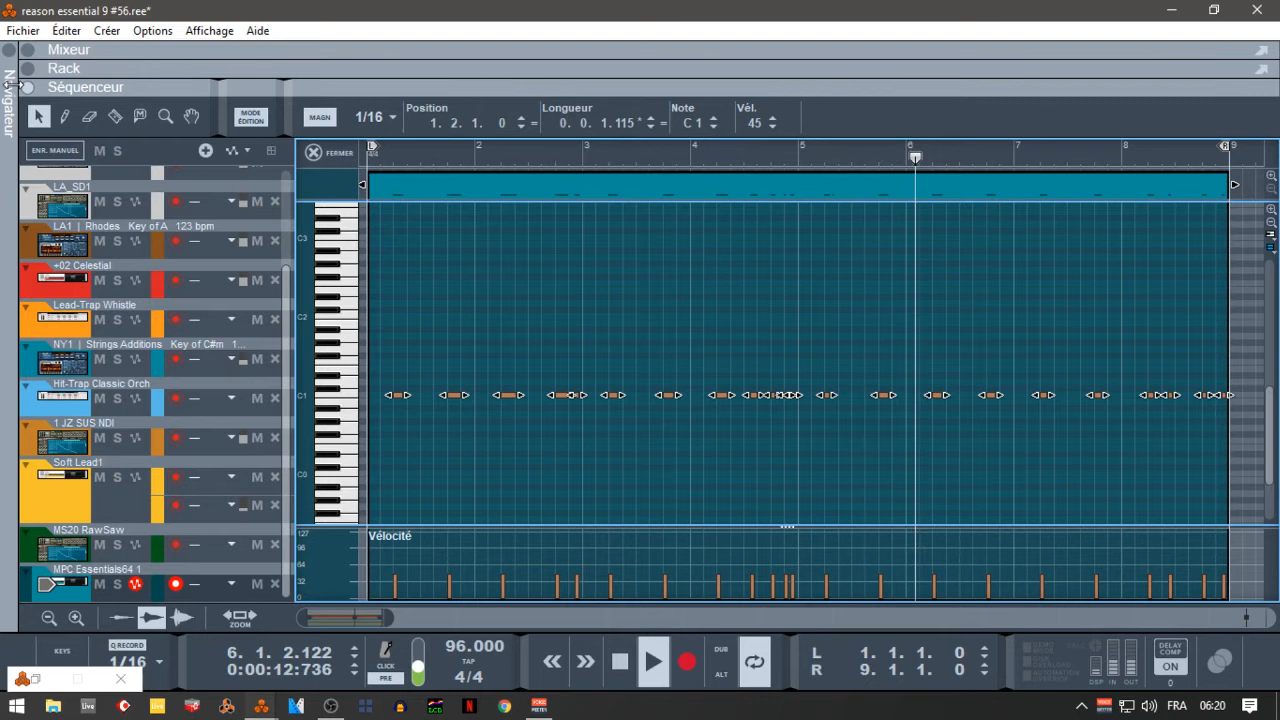 reason essential 9 #56.ree*
Fichier Éditer Créer Options Affichage Aide
Mixeur
Rack
Séquenceur
Navigateur
MODE
ÉDITION
MAGN 1/16
Position Longueur Note Vél.
1. 2. 1. 0 = 0. 0. 1.115 * = C 1 45
ENR. MANUEL M S
FERMER
L 4/4 2 3 4 5 6 7 8 R 9
LA_SD1
M S M
LA1 | Rhodes Key of A 123 bpm
M S M
+02 Celestial
M S M
Lead-Trap Whistle
M S M
NY1 | Strings Additions Key of C#m 1...
M S M
Hit-Trap Classic Orch
M S M
1 JZ SUS NDI
M S M
Soft Lead1
M S M
M
MS20 RawSaw
M S M
MPC Essentials64 1
M S M
C3
C2
C1
C0
Vélocité
127
96
64
32
0
ZOOM
KEYS
Q RECORD
1/16
6. 1. 2.122
0:00:12:736
CLICK
PRE
96.000
TAP
4/4
DUB
ALT
L 1. 1. 1. 0
R 9. 1. 1. 0
DSP IN OUT
DELAY
COMP
ON
0
FRA 06:20